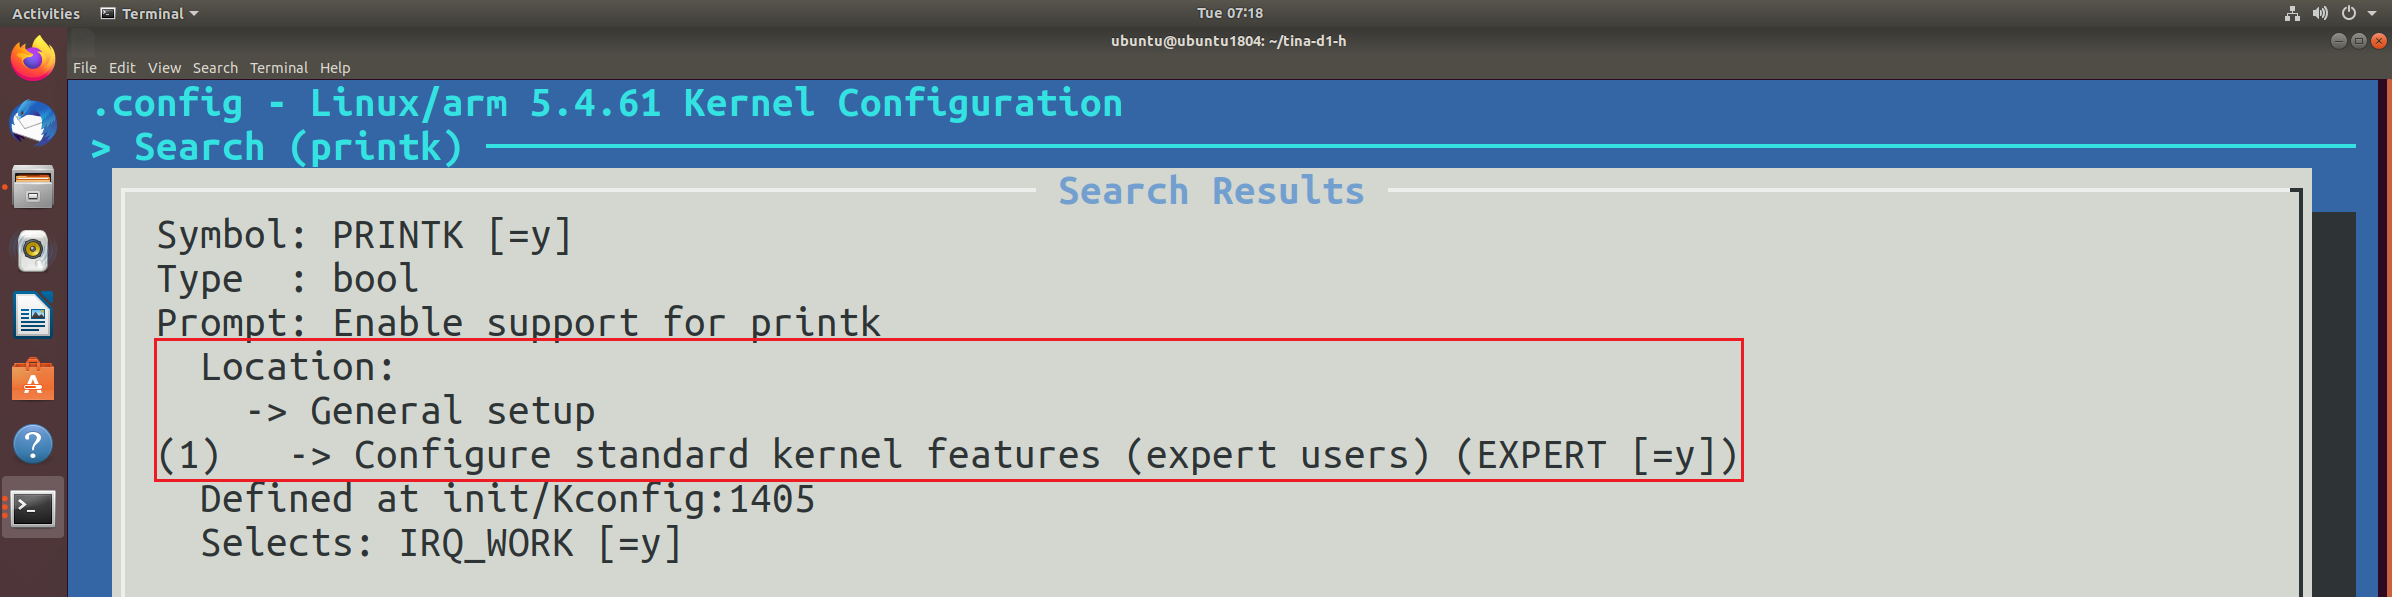 Activities Terminal Tue 07:18
ubuntu@ubuntu1804: ~/tina-d1-h
File Edit View Search Terminal Help
.config - Linux/arm 5.4.61 Kernel Configuration
> Search (printk)
Search Results
Symbol: PRINTK [=y]
Type  : bool
Prompt: Enable support for printk
Location:
-> General setup
(1)   -> Configure standard kernel features (expert users) (EXPERT [=y])
Defined at init/Kconfig:1405
Selects: IRQ_WORK [=y]